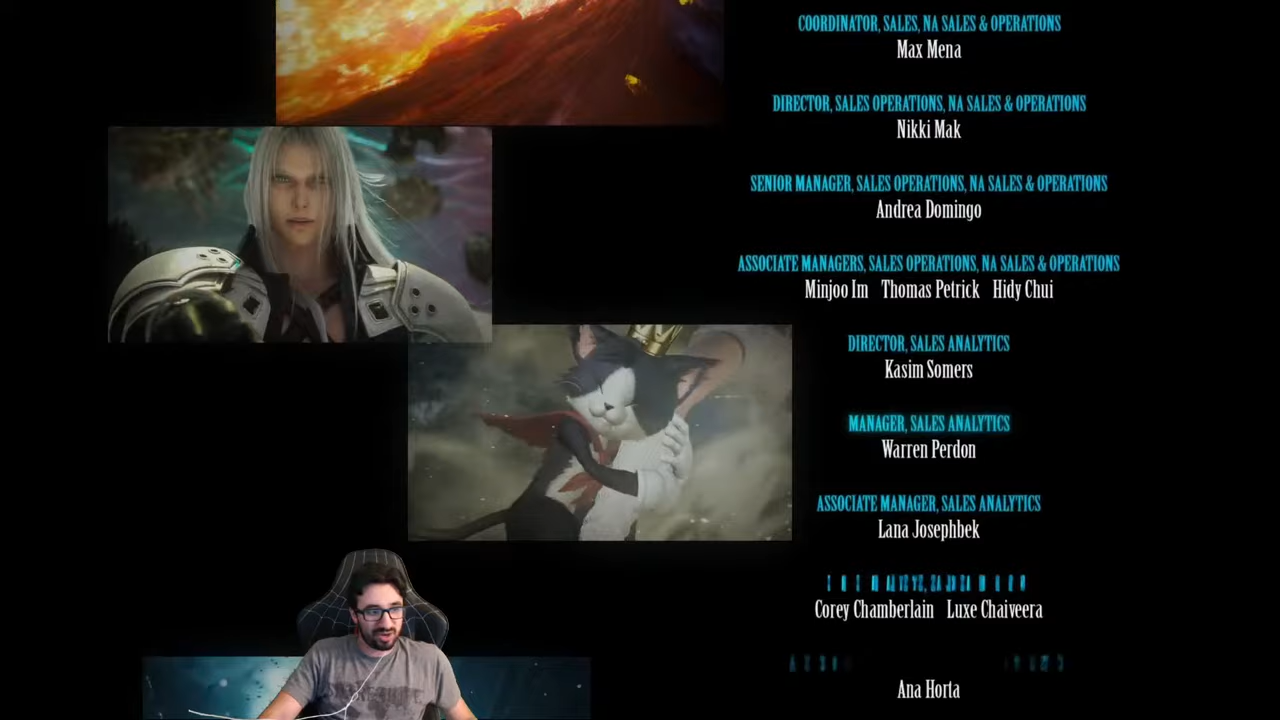 COORDINATOR, SALES, NA SALES & OPERATIONS
Max Mena
DIRECTOR, SALES OPERATIONS, NA SALES & OPERATIONS
Nikki Mak
SENIOR MANAGER, SALES OPERATIONS, NA SALES & OPERATIONS
Andrea Domingo
ASSOCIATE MANAGERS, SALES OPERATIONS, NA SALES & OPERATIONS
Minjoo Im Thomas Petrick Hidy Chui
DIRECTOR, SALES ANALYTICS
Kasim Somers
MANAGER, SALES ANALYTICS
Warren Perdon
ASSOCIATE MANAGER, SALES ANALYTICS
Lana Josephbek
Corey Chamberlain Luxe Chaiveera
Ana Horta